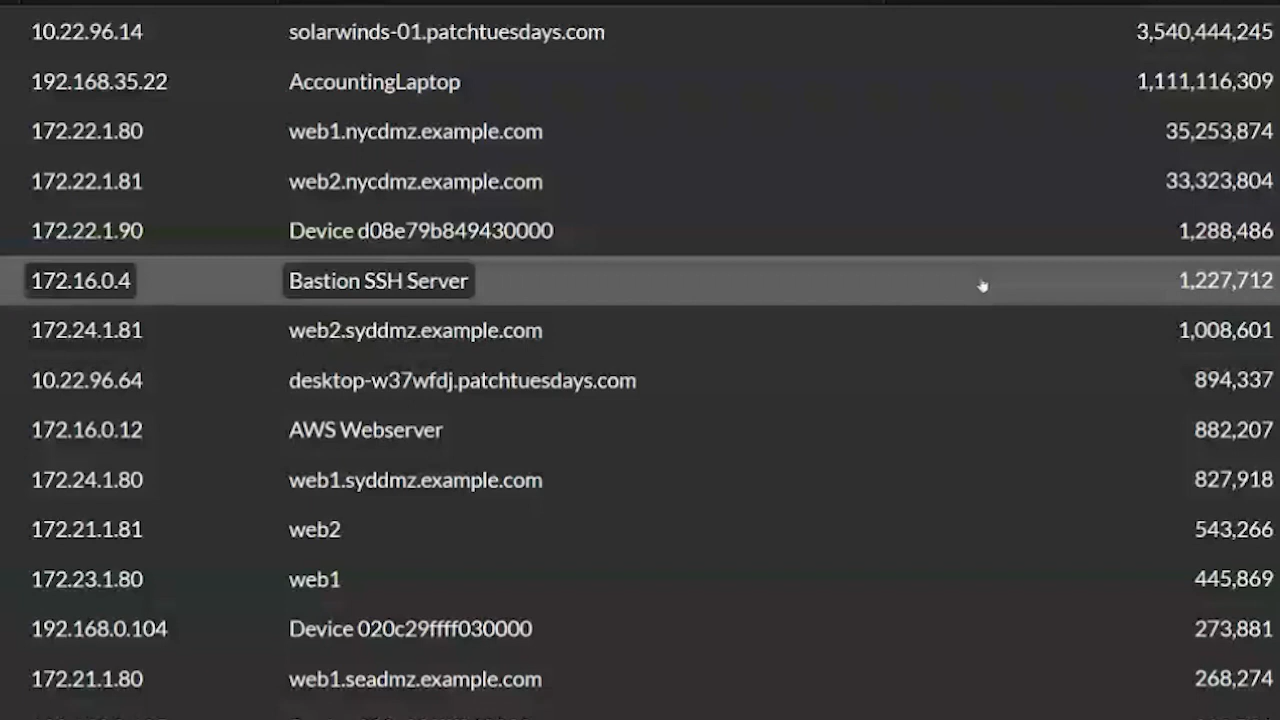 10.22.96.14 solarwinds-01.patchtuesdays.com 3,540,444,245
192.168.35.22 AccountingLaptop 1,111,116,309
172.22.1.80 web1.nycdmz.example.com 35,253,874
172.22.1.81 web2.nycdmz.example.com 33,323,804
172.22.1.90 Device d08e79b849430000 1,288,486
172.16.0.4 Bastion SSH Server 1,227,712
172.24.1.81 web2.syddmz.example.com 1,008,601
10.22.96.64 desktop-w37wfdj.patchtuesdays.com 894,337
172.16.0.12 AWS Webserver 882,207
172.24.1.80 web1.syddmz.example.com 827,918
172.21.1.81 web2 543,266
172.23.1.80 web1 445,869
192.168.0.104 Device 020c29ffff030000 273,881
172.21.1.80 web1.seadmz.example.com 268,274